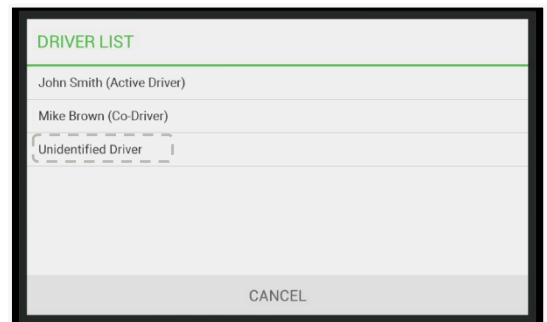 DRIVER LIST
John Smith (Active Driver)
Mike Brown (Co-Driver)
Unidentified Driver
CANCEL